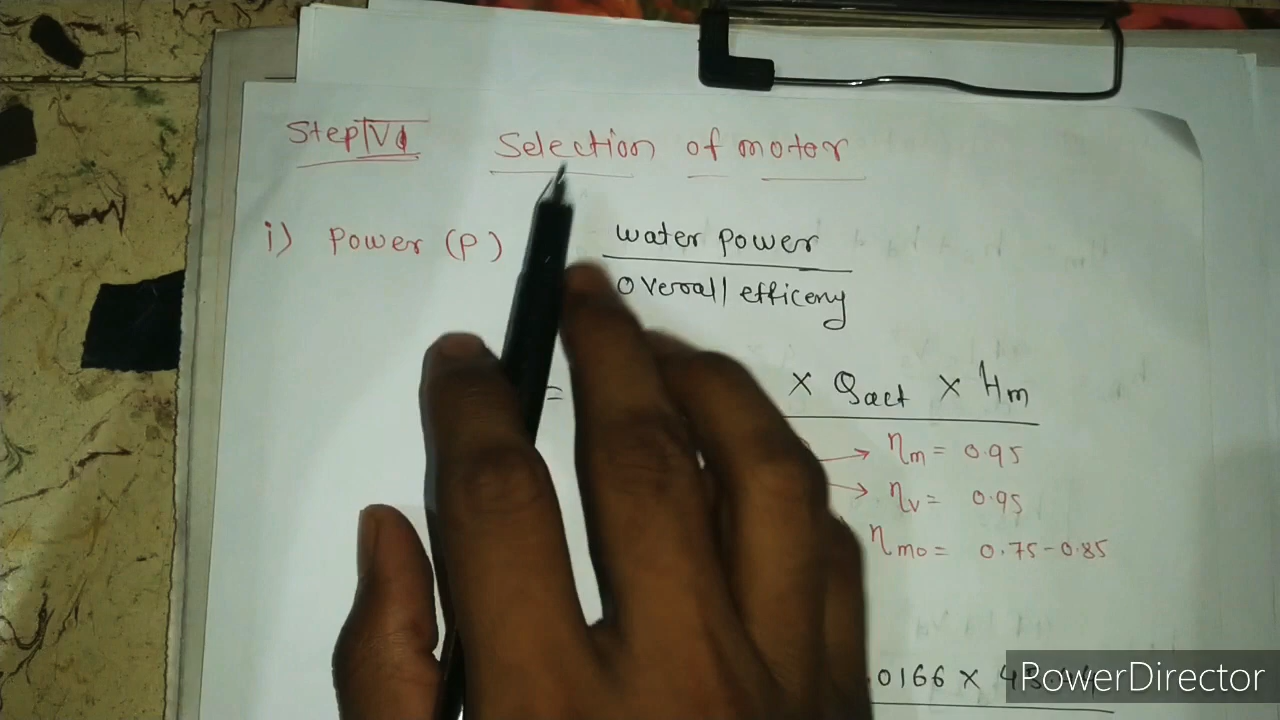 Step VI Selection of motor
i) Power (P) water power
overall efficeny
= × Qact × Hm
ηm = 0.95
ηv = 0.95
ηmo = 0.75-0.85
0166 ×
PowerDirector